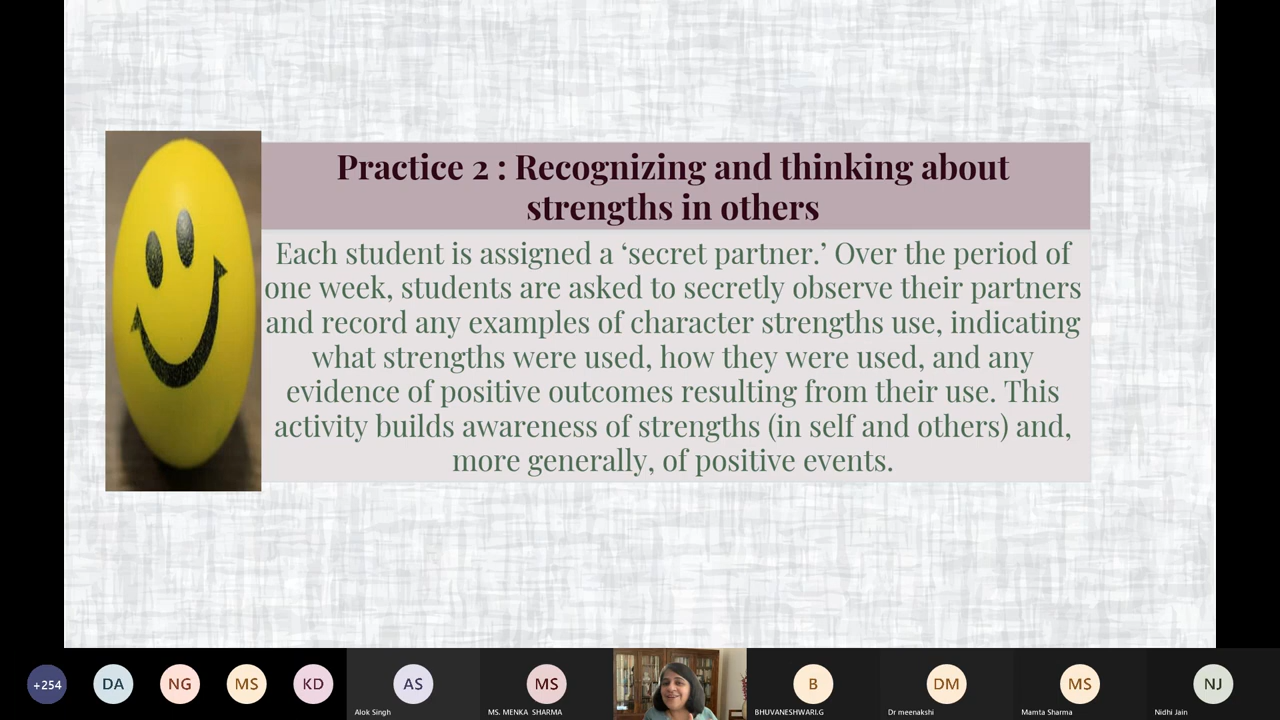 Practice 2 : Recognizing and thinking about
strengths in others
Each student is assigned a ‘secret partner.’ Over the period of
one week, students are asked to secretly observe their partners
and record any examples of character strengths use, indicating
what strengths were used, how they were used, and any
evidence of positive outcomes resulting from their use. This
activity builds awareness of strengths (in self and others) and,
more generally, of positive events.
+254 DA NG MS KD AS MS B DM MS NJ
Alok Singh MS. MENKA SHARMA BHUVANESHWARI.G Dr meenakshi Mamta Sharma Nidhi Jain